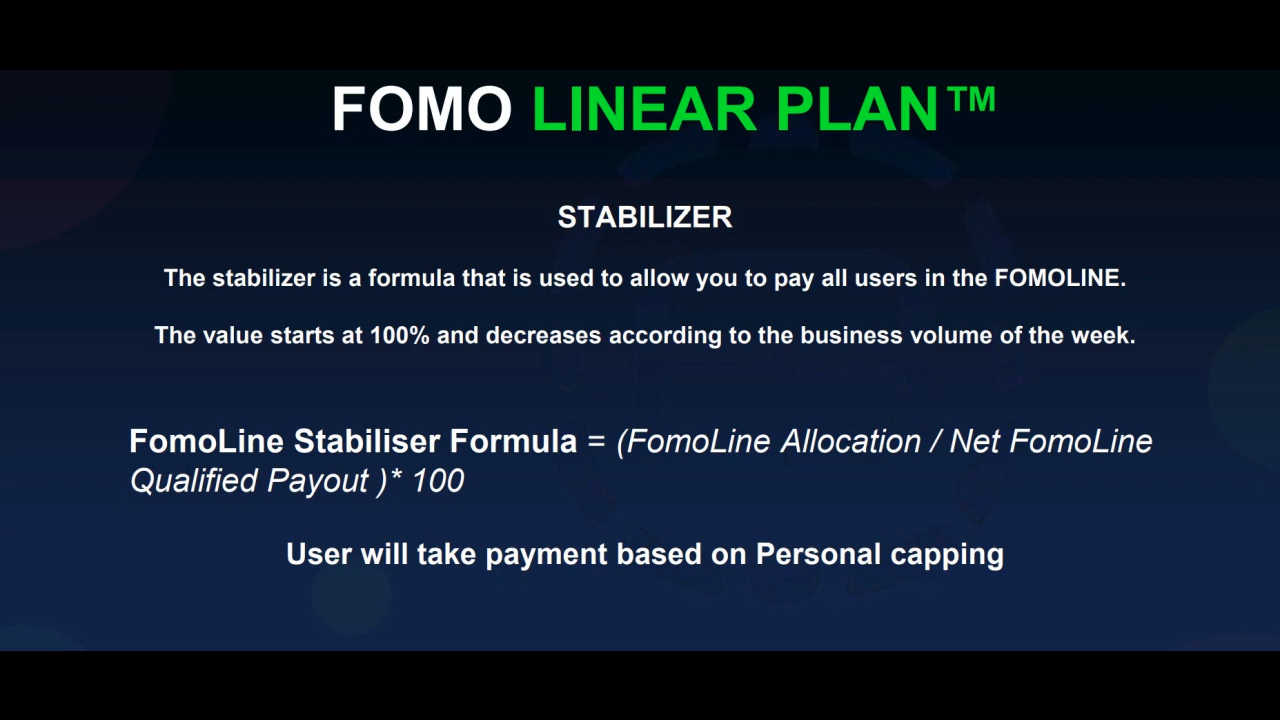 FOMO LINEAR PLAN™
STABILIZER
The stabilizer is a formula that is used to allow you to pay all users in the FOMOLINE.
The value starts at 100% and decreases according to the business volume of the week.
FomoLine Stabiliser Formula = (FomoLine Allocation / Net FomoLine
Qualified Payout )* 100
User will take payment based on Personal capping